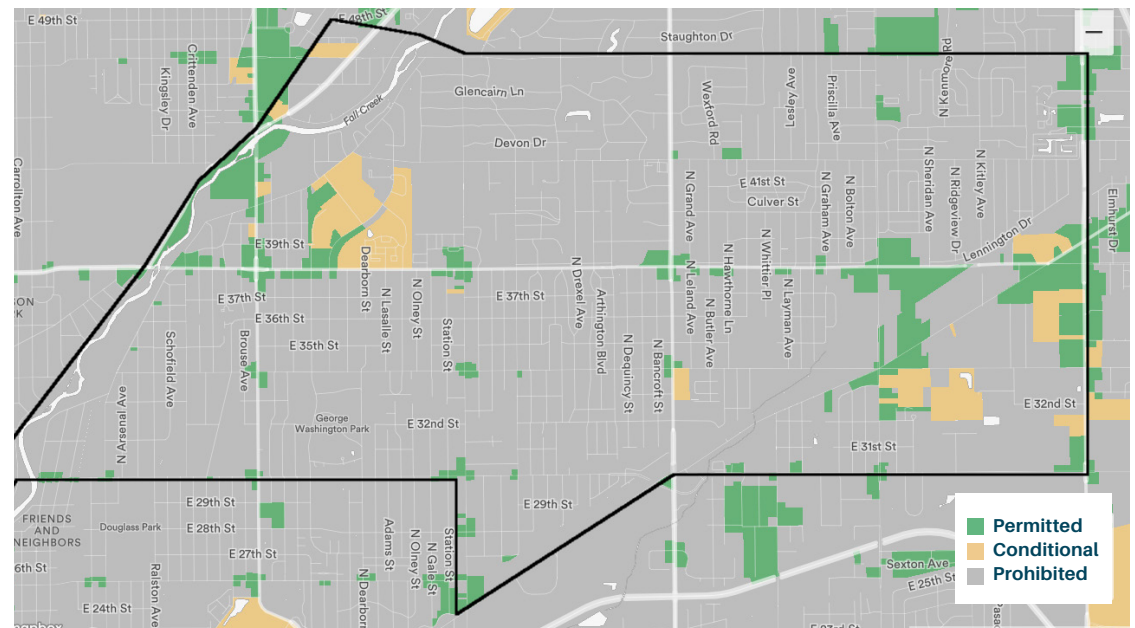 E 49th St
E 48th St
Staughton Dr
Crittenden Ave
Kingsley Dr
Fall Creek
Glencairn Ln
Wexford Rd
Lesley Ave
Priscilla Ave
N Kenmore Rd
Devon Dr
Carrollton Ave
N Grand Ave
E 41st St
Culver St
N Graham Ave
N Bolton Ave
N Sheridan Ave
N Ridgeview Dr
N Kitley Ave
Elmhurst Dr
E 39th St
Dearborn St
Lennington Dr
N Whittier Pl
N Hawthorne Ln
N Leland Ave
E 37th St
N Lasalle St
N Olney St
E 37th St
N Drexel Ave
Arthington Blvd
N Layman Ave
N Butler Ave
E 36th St
Station St
Schofield Ave
Brouse Ave
E 35th St
N Dequincy St
N Bancroft St
N Arsenal Ave
George
Washington Park
E 32nd St
E 32nd St
E 31st St
E 29th St
E 29th St
FRIENDS
AND
NEIGHBORS
Douglass Park
E 28th St
Adams St
N Olney St
N Gale St
Station St
E 27th St
6th St
Ralston Ave
N Dearborn
E 24th St
Sexton Ave
E 25th St
E 23rd St
Permitted
Conditional
Prohibited